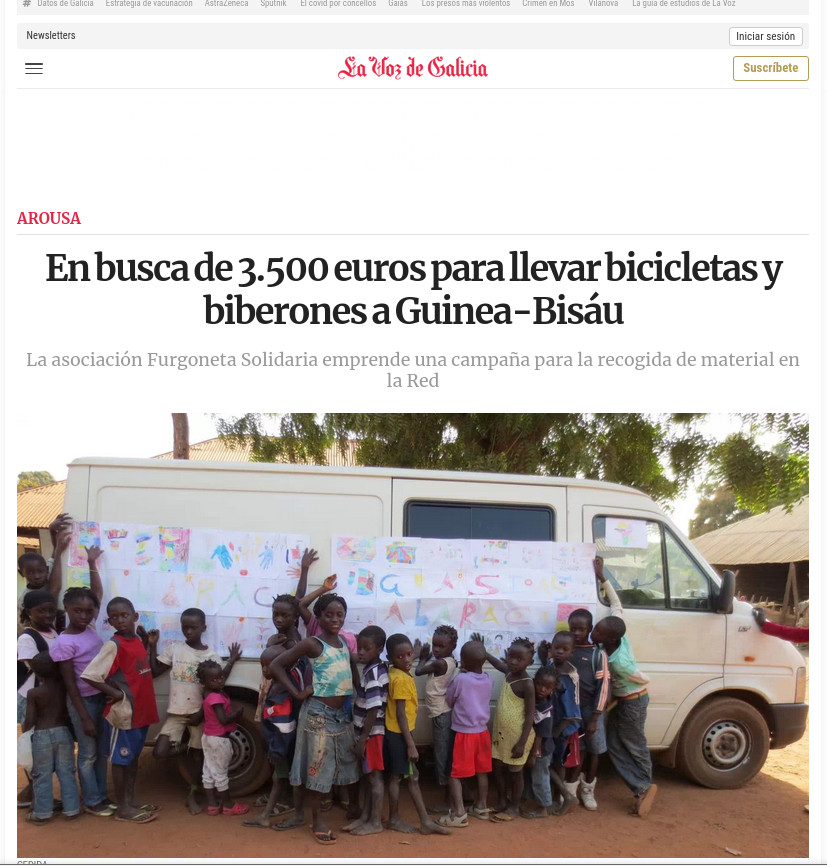 # Datos de Galicia Estrategia de vacunación AstraZeneca Sputnik El covid por concellos Gaiás Los presos más violentos Crimen en Mos Vilanova La guía de estudios de La Voz
Newsletters Iniciar sesión
La Voz de Galicia Suscríbete
AROUSA
En busca de 3.500 euros para llevar bicicletas y
biberones a Guinea-Bisáu
La asociación Furgoneta Solidaria emprende una campaña para la recogida de material en
la Red
CEDIDA